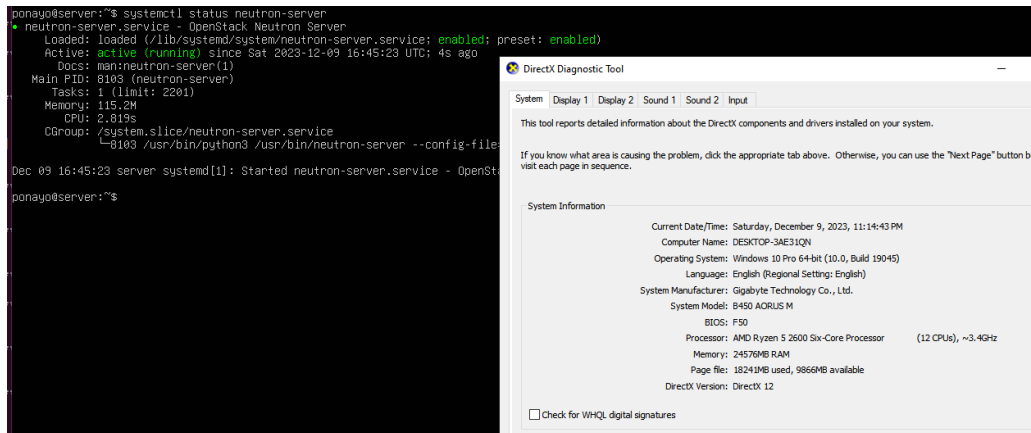 ponayo@server:~$ systemctl status neutron-server
● neutron-server.service - OpenStack Neutron Server
Loaded: loaded (/lib/systemd/system/neutron-server.service; enabled; preset: enabled)
Active: active (running) since Sat 2023-12-09 16:45:23 UTC; 4s ago
Docs: man:neutron-server(1)
Main PID: 8103 (neutron-server)
Tasks: 1 (limit: 2201)
Memory: 115.2M
CPU: 2.819s
CGroup: /system.slice/neutron-server.service
└─8103 /usr/bin/python3 /usr/bin/neutron-server --config-file=
Dec 09 16:45:23 server systemd[1]: Started neutron-server.service - OpenSt
ponayo@server:~$
DirectX Diagnostic Tool
System Display 1 Display 2 Sound 1 Sound 2 Input
This tool reports detailed information about the DirectX components and drivers installed on your system.
If you know what area is causing the problem, click the appropriate tab above. Otherwise, you can use the "Next Page" button b
visit each page in sequence.
System Information
Current Date/Time: Saturday, December 9, 2023, 11:14:43 PM
Computer Name: DESKTOP-3AE31QN
Operating System: Windows 10 Pro 64-bit (10.0, Build 19045)
Language: English (Regional Setting: English)
System Manufacturer: Gigabyte Technology Co., Ltd.
System Model: B450 AORUS M
BIOS: F50
Processor: AMD Ryzen 5 2600 Six-Core Processor (12 CPUs), ~3.4GHz
Memory: 24576MB RAM
Page file: 18241MB used, 9866MB available
DirectX Version: DirectX 12
Check for WHQL digital signatures